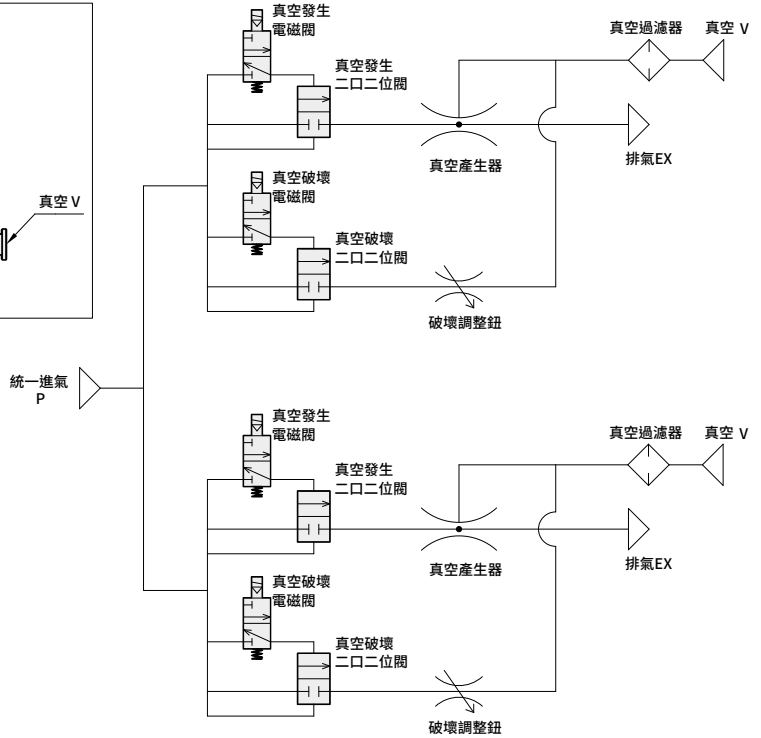 真空發生
電磁閥
真空過濾器
真空 V
真空發生
二口二位閥
真空產生器
排氣EX
真空破壞
電磁閥
真空 V
真空破壞
二口二位閥
破壞調整鈕
統一進氣
P
真空發生
電磁閥
真空過濾器
真空 V
真空發生
二口二位閥
真空產生器
排氣EX
真空破壞
電磁閥
真空破壞
二口二位閥
破壞調整鈕